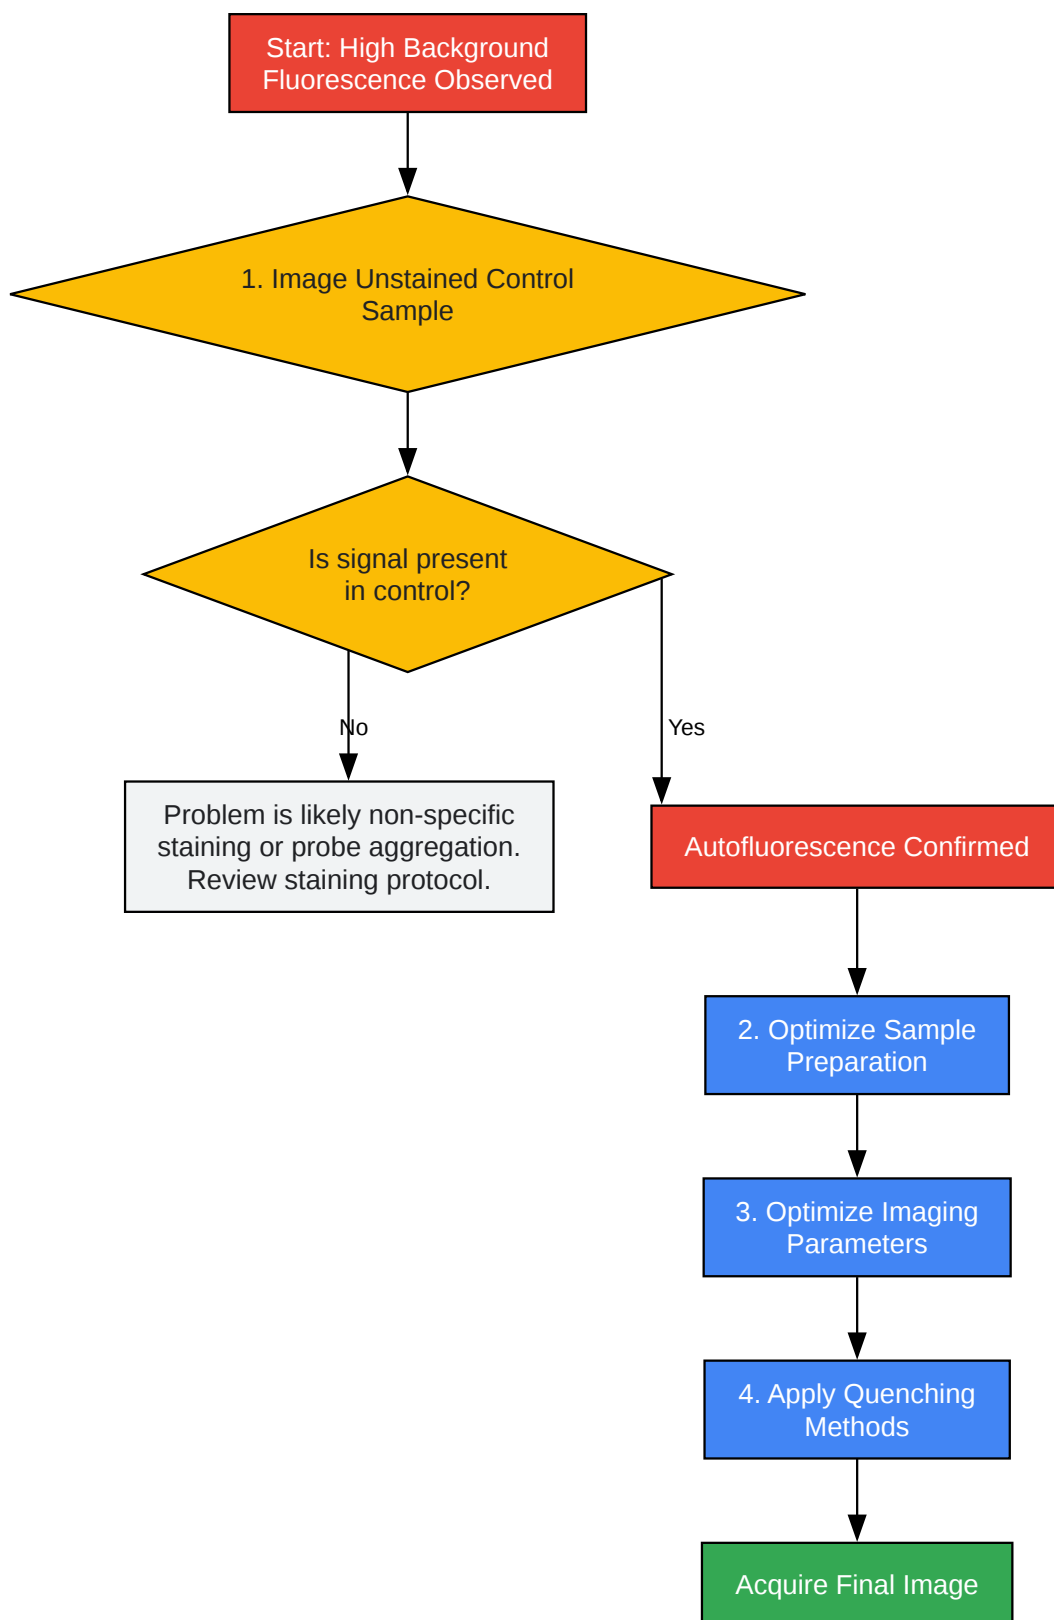 Start: High Background
Fluorescence Observed
1. Image Unstained Control
Sample
Is signal present
in control?
No
Yes
Problem is likely non-specific
staining or probe aggregation.
Review staining protocol.
Autofluorescence Confirmed
2. Optimize Sample
Preparation
3. Optimize Imaging
Parameters
4. Apply Quenching
Methods
Acquire Final Image